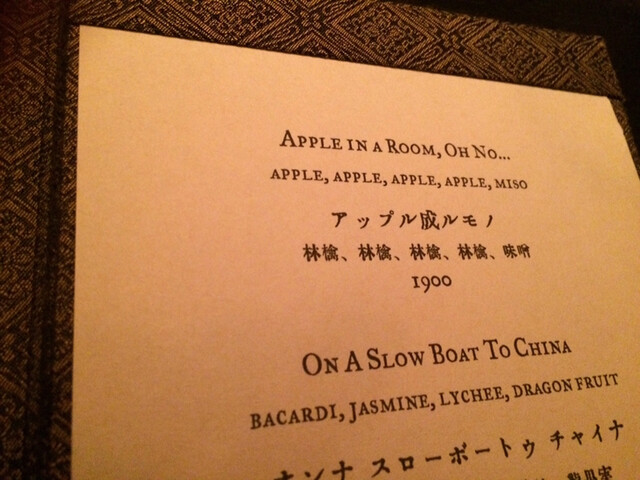 APPLE IN A ROOM, OH NO...
APPLE, APPLE, APPLE, APPLE, MISO
アップル成ルモノ
林檎、林檎、林檎、林檎、味噌
1900
ON A SLOW BOAT TO CHINA
BACARDI, JASMINE, LYCHEE, DRAGON FRUIT
オンナ スローボートゥ チャイナ